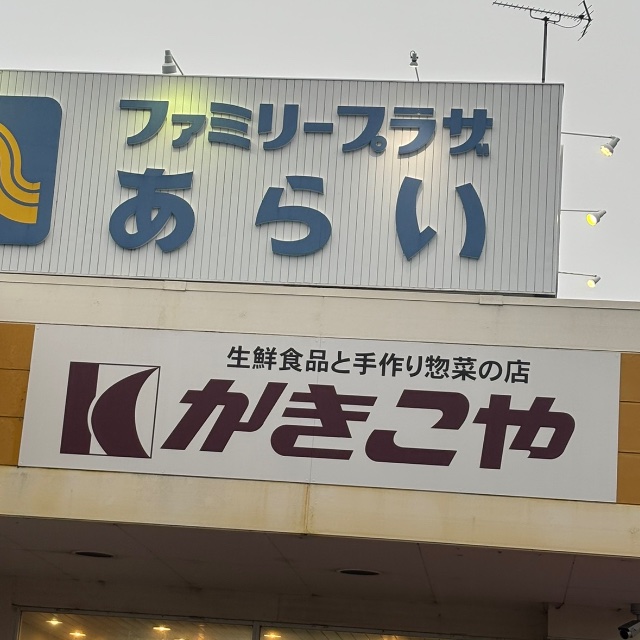 ファミリープラザ
あらい
生鮮食品と手作り惣菜の店
かきこや